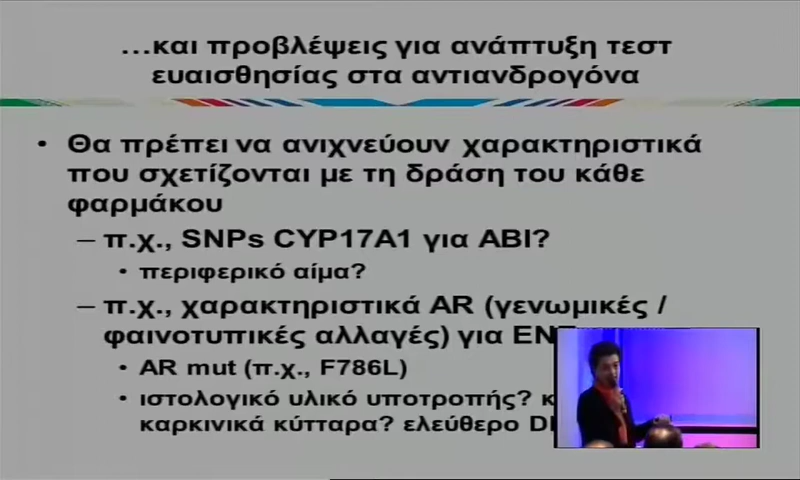 ...και προβλέψεις για ανάπτυξη τεστ
ευαισθησίας στα αντιανδρογόνα
• Θα πρέπει να ανιχνεύουν χαρακτηριστικά
που σχετίζονται με τη δράση του κάθε
φαρμάκου
– π.χ., SNPs CYP17A1 για ABI?
• περιφερικό αίμα?
– π.χ., χαρακτηριστικά AR (γενωμικές /
φαινοτυπικές αλλαγές) για
• AR mut (π.χ., F786L)
• ιστολογικό υλικό υποτροπής?
καρκινικά κύτταρα? ελεύθερο